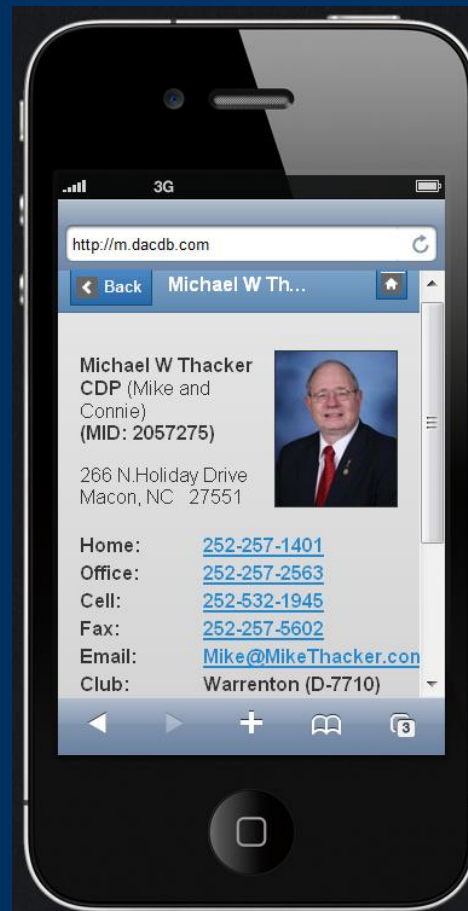 3G
http://m.dacdb.com
Back Michael W Th...
Michael W Thacker
CDP (Mike and
Connie)
(MID: 2057275)
266 N.Holiday Drive
Macon, NC 27551
Home: 252-257-1401
Office: 252-257-2563
Cell: 252-532-1945
Fax: 252-257-5602
Email: Mike@MikeThacker.con
Club: Warrenton (D-7710)
3